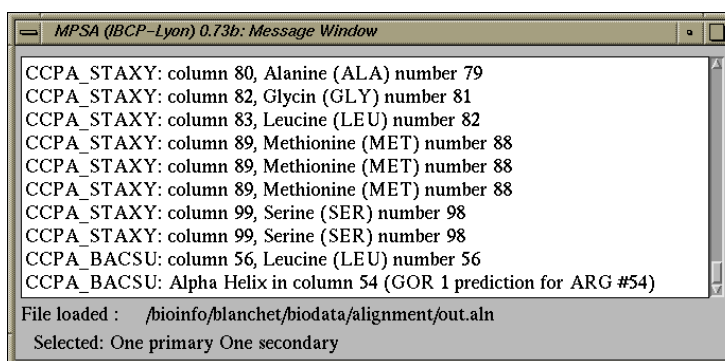 MPSA (IBCP-Lyon) 0.73b: Message Window
CCPA_STAXY: column 80, Alanine (ALA) number 79
CCPA_STAXY: column 82, Glycin (GLY) number 81
CCPA_STAXY: column 83, Leucine (LEU) number 82
CCPA_STAXY: column 89, Methionine (MET) number 88
CCPA_STAXY: column 89, Methionine (MET) number 88
CCPA_STAXY: column 89, Methionine (MET) number 88
CCPA_STAXY: column 99, Serine (SER) number 98
CCPA_STAXY: column 99, Serine (SER) number 98
CCPA_BACSU: column 56, Leucine (LEU) number 56
CCPA_BACSU: Alpha Helix in column 54 (GOR 1 prediction for ARG #54)
File loaded : /bioinfo/blanchet/biodata/alignment/out.aln
Selected: One primary One secondary